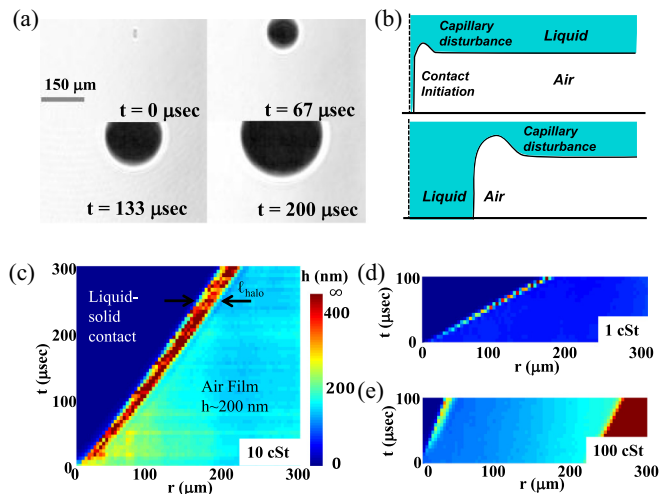 (a)
150 μm
t = 0 μsec
t = 67 μsec
t = 133 μsec
t = 200 μsec
(b)
Capillary
disturbance
Liquid
Contact
Initiation
Air
Capillary
disturbance
Liquid
Air
(c)
t (μsec)
300
200
100
0
Liquid-
solid
contact
ℓhalo
Air Film
h~200 nm
10 cSt
0
100
200
300
r (μm)
h (nm)
∞
400
200
0
(d)
t (μsec)
100
0
1 cSt
0
100
200
300
r (μm)
(e)
t (μsec)
100
0
100 cSt
0
100
200
300
r (μm)